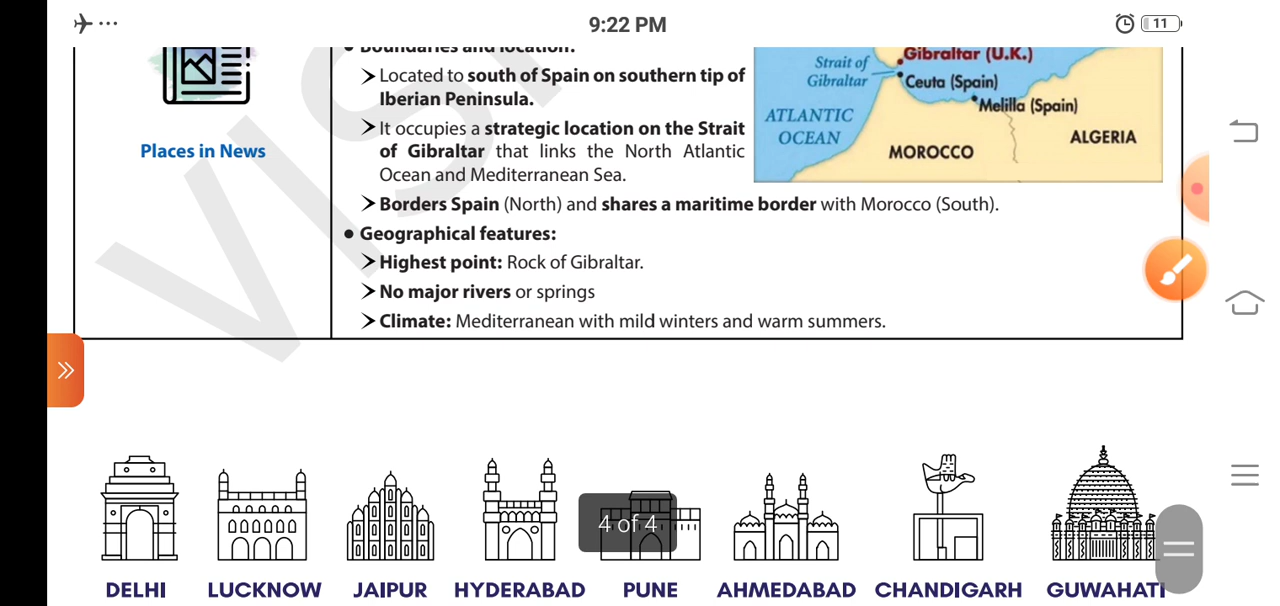 9:22 PM
11
Boundaries and location:
Gibraltar (U.K.)
Strait of
Gibraltar
Ceuta (Spain)
Melilla (Spain)
ATLANTIC
OCEAN
MOROCCO
ALGERIA
Places in News
➤ Located to south of Spain on southern tip of
Iberian Peninsula.
➤ It occupies a strategic location on the Strait
of Gibraltar that links the North Atlantic
Ocean and Mediterranean Sea.
➤ Borders Spain (North) and shares a maritime border with Morocco (South).
• Geographical features:
➤ Highest point: Rock of Gibraltar.
➤ No major rivers or springs
➤ Climate: Mediterranean with mild winters and warm summers.
4 of 4
DELHI LUCKNOW JAIPUR HYDERABAD PUNE AHMEDABAD CHANDIGARH GUWAHATI